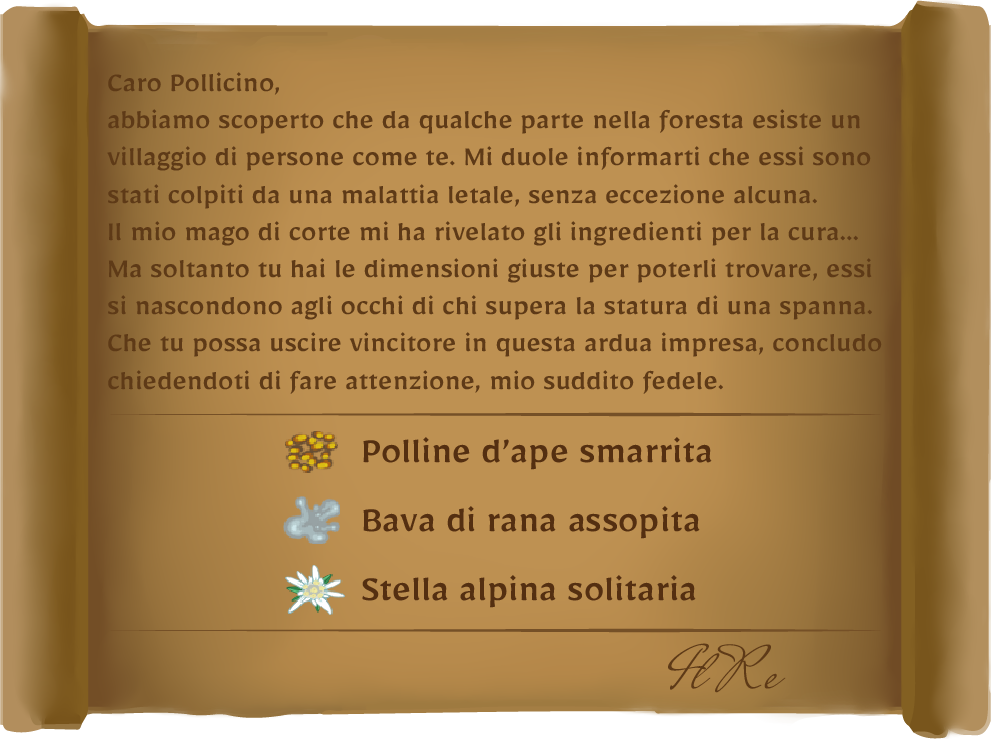 Caro Pollicino,
abbiamo scoperto che da qualche parte nella foresta esiste un
villaggio di persone come te. Mi duole informarti che essi sono
stati colpiti da una malattia letale, senza eccezione alcuna.
Il mio mago di corte mi ha rivelato gli ingredienti per la cura...
Ma soltanto tu hai le dimensioni giuste per poterli trovare, essi
si nascondono agli occhi di chi supera la statura di una spanna.
Che tu possa uscire vincitore in questa ardua impresa, concludo
chiedendoti di fare attenzione, mio suddito fedele.
Polline d'ape smarrita
Bava di rana assopita
Stella alpina solitaria
Il Re